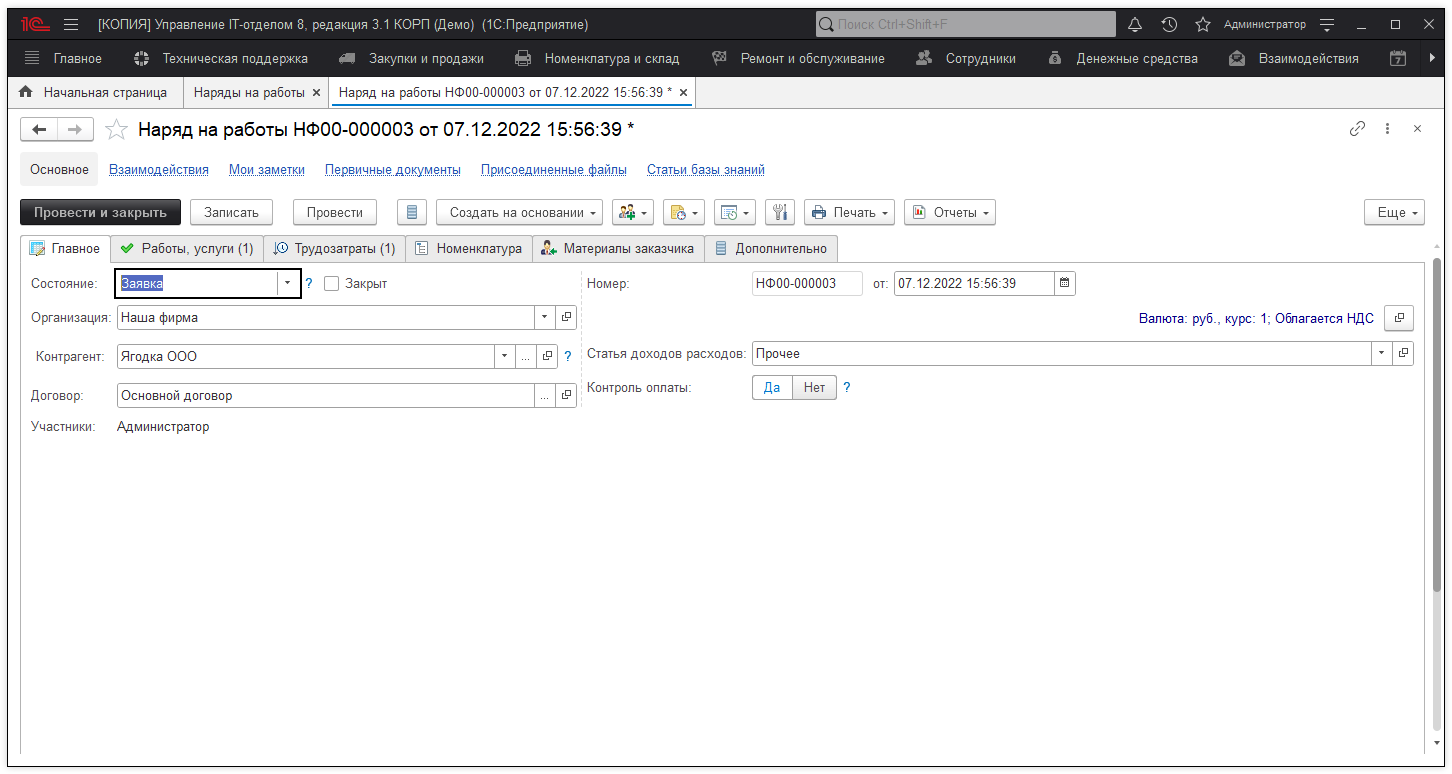 1С [КОПИЯ] Управление IT-отделом 8, редакция 3.1 КОРП (Демо) (1С:Предприятие) Поиск Ctrl+Shift+F Администратор
Главное Техническая поддержка Закупки и продажи Номенклатура и склад Ремонт и обслуживание Сотрудники Денежные средства Взаимодействия 7
Начальная страница Наряды на работы × Наряд на работы НФ00-000003 от 07.12.2022 15:56:39 * ×
Наряд на работы НФ00-000003 от 07.12.2022 15:56:39 *
Основное Взаимодействия Мои заметки Первичные документы Присоединенные файлы Статьи базы знаний
Провести и закрыть Записать Провести Создать на основании Печать Отчеты Еще
Главное Работы, услуги (1) Трудозатраты (1) Номенклатура Материалы заказчика Дополнительно
Состояние: Заявка ? Закрыт Номер: НФ00-000003 от: 07.12.2022 15:56:39
Организация: Наша фирма Валюта: руб., курс: 1; Облагается НДС
Контрагент: Ягодка ООО ... ? Статья доходов расходов: Прочее
Договор: Основной договор ... Контроль оплаты: Да Нет ?
Участники: Администратор